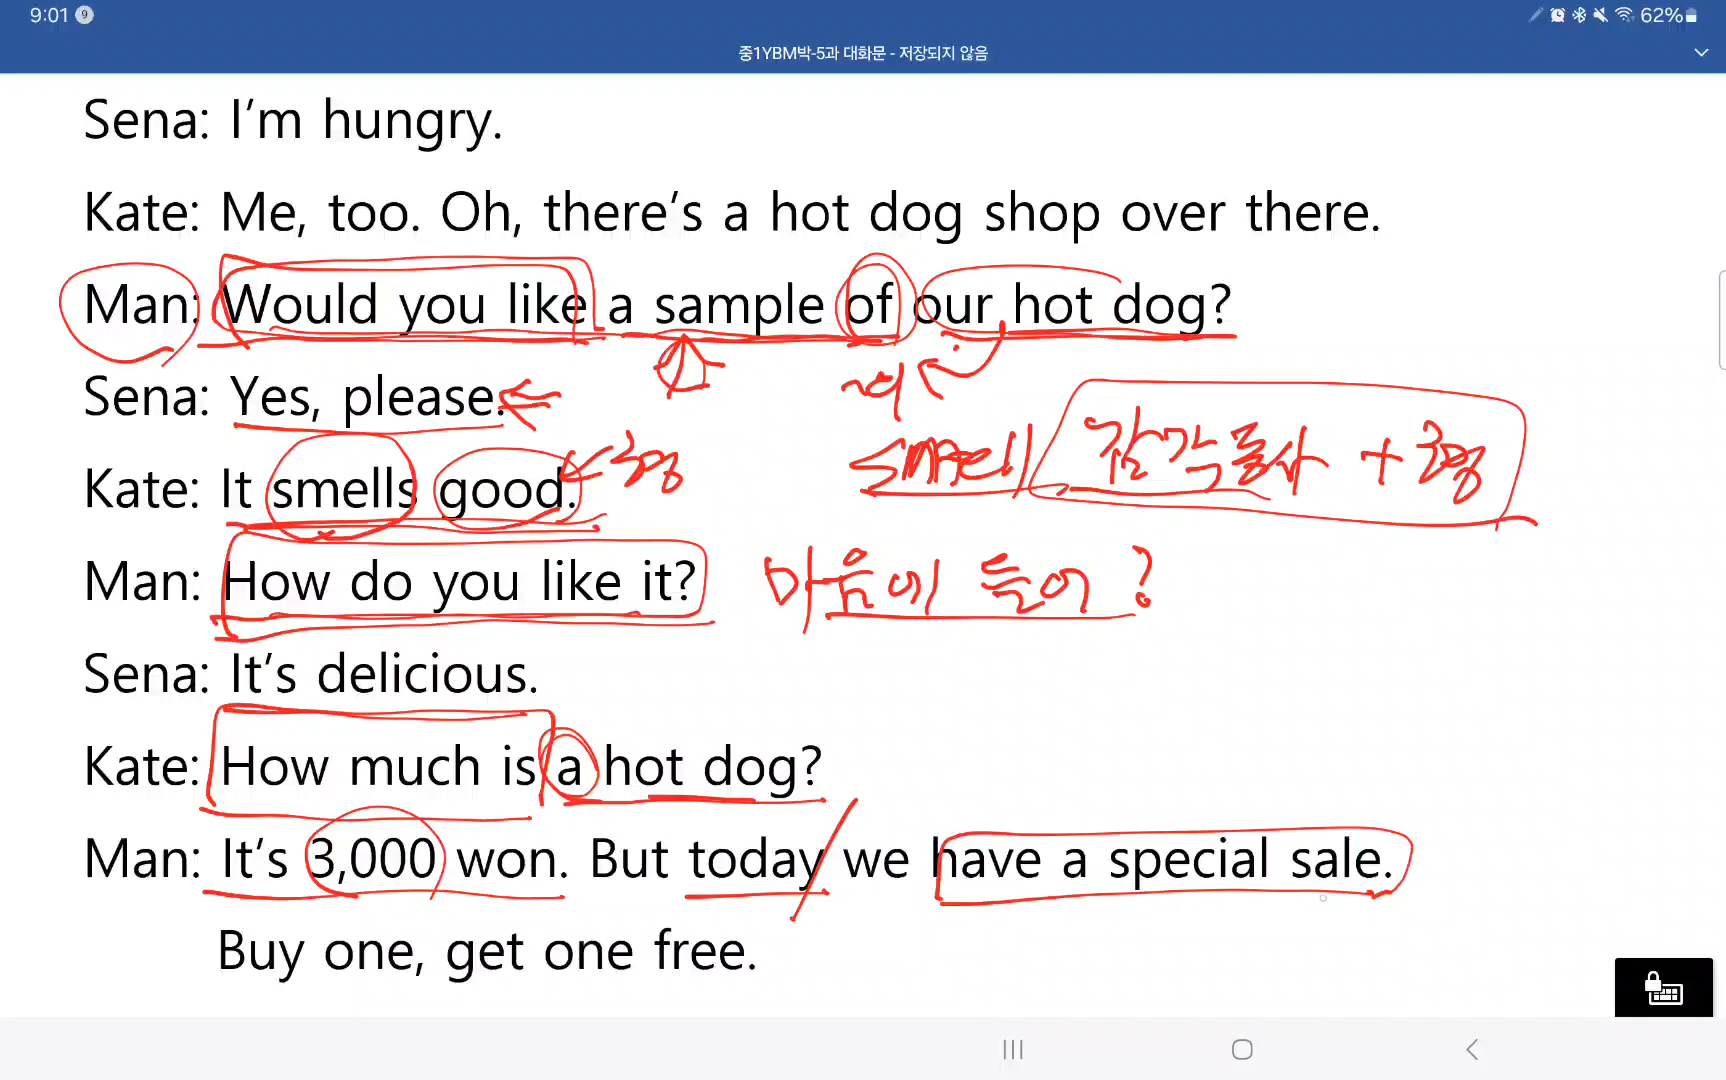 9:01 9 62%
중1YBM박-5과 대화문 - 저장되지 않음
Sena: I'm hungry.
Kate: Me, too. Oh, there's a hot dog shop over there.
Man: Would you like a sample of our hot dog?
~의
Sena: Yes, please.
smell 감각동사 + 형
Kate: It smells good. 형
Man: How do you like it? 마음에 들어?
Sena: It's delicious.
Kate: How much is a hot dog?
Man: It's 3,000 won. But today we have a special sale.
Buy one, get one free.